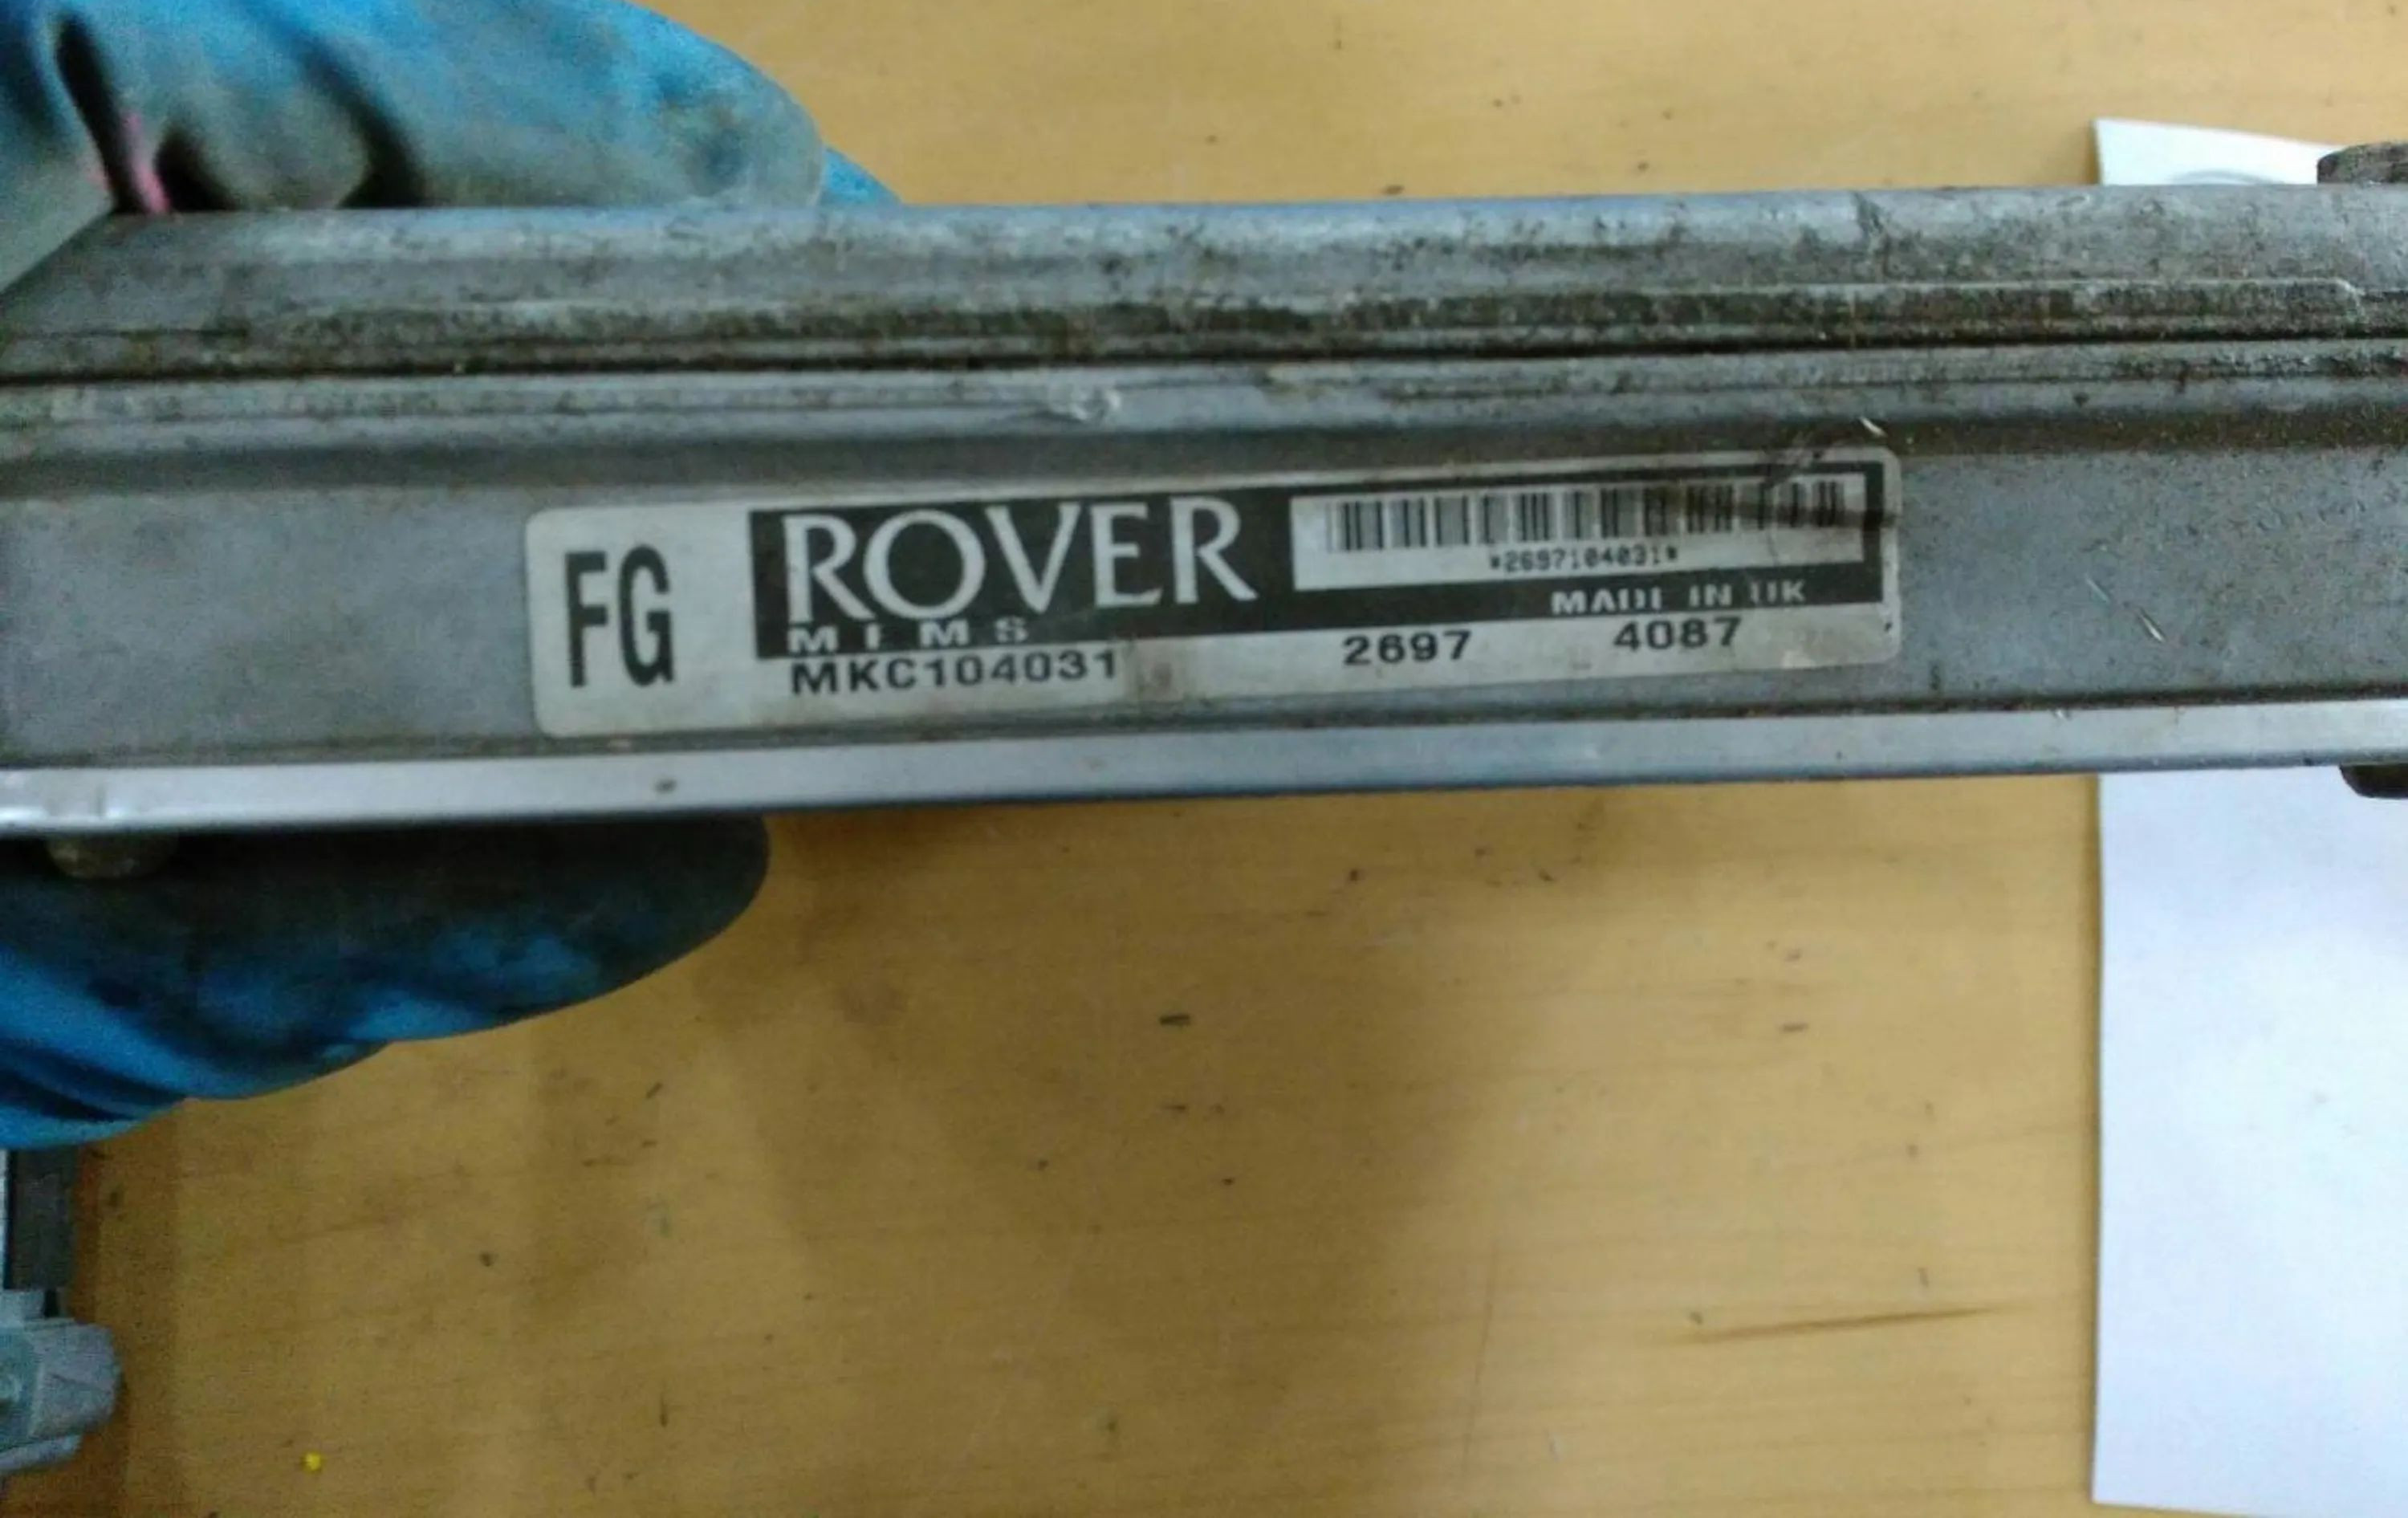 FG
ROVER
*2697104031*
MADE IN UK
MEMS
MKC104031 2697 4087